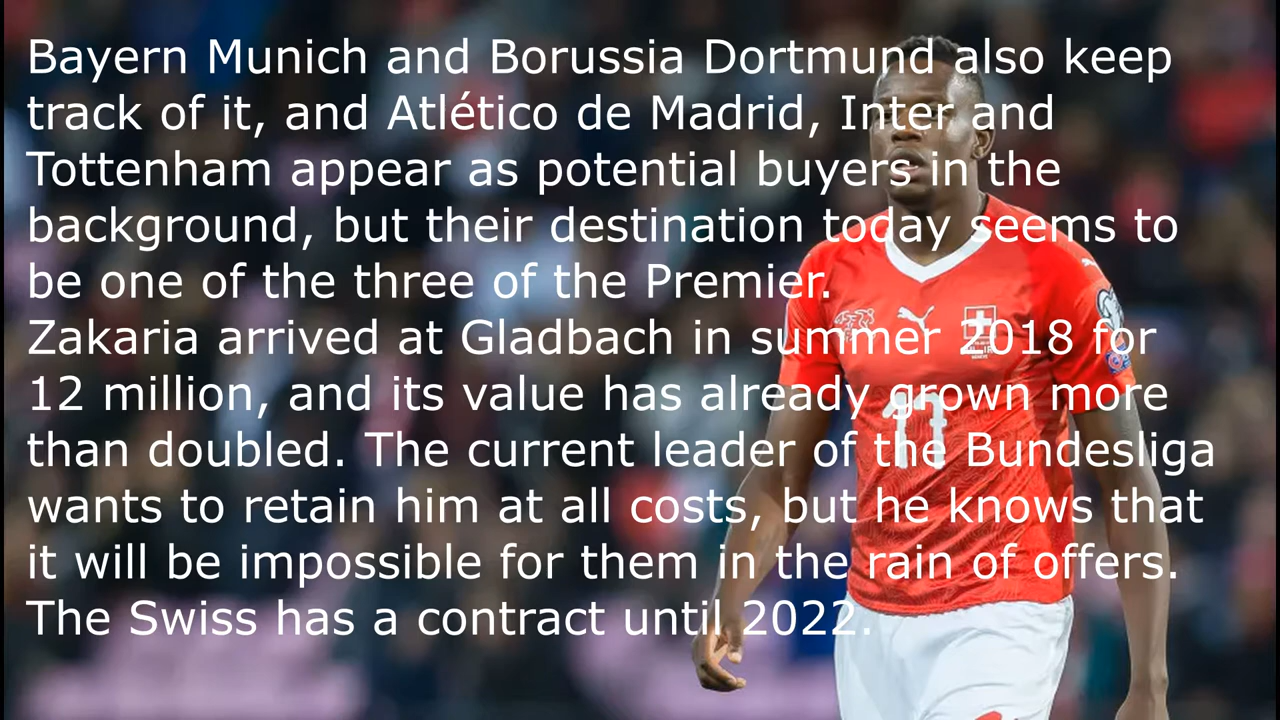 Bayern Munich and Borussia Dortmund also keep
track of it, and Atlético de Madrid, Inter and
Tottenham appear as potential buyers in the
background, but their destination today seems to
be one of the three of the Premier.
Zakaria arrived at Gladbach in summer 2018 for
12 million, and its value has already grown more
than doubled. The current leader of the Bundesliga
wants to retain him at all costs, but he knows that
it will be impossible for them in the rain of offers.
The Swiss has a contract until 2022.
17